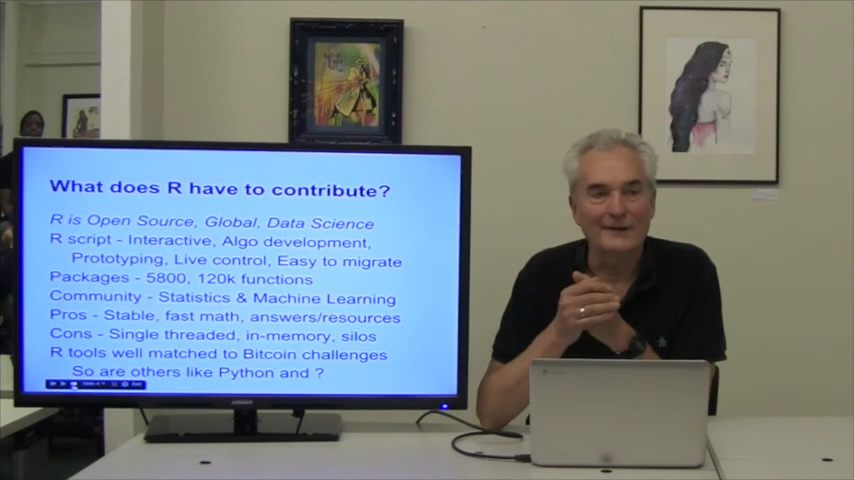 What does R have to contribute?
R is Open Source, Global, Data Science
R script - Interactive, Algo development,
Prototyping, Live control, Easy to migrate
Packages - 5800, 120k functions
Community - Statistics & Machine Learning
Pros - Stable, fast math, answers/resources
Cons - Single threaded, in-memory, silos
R tools well matched to Bitcoin challenges
So are others like Python and ?